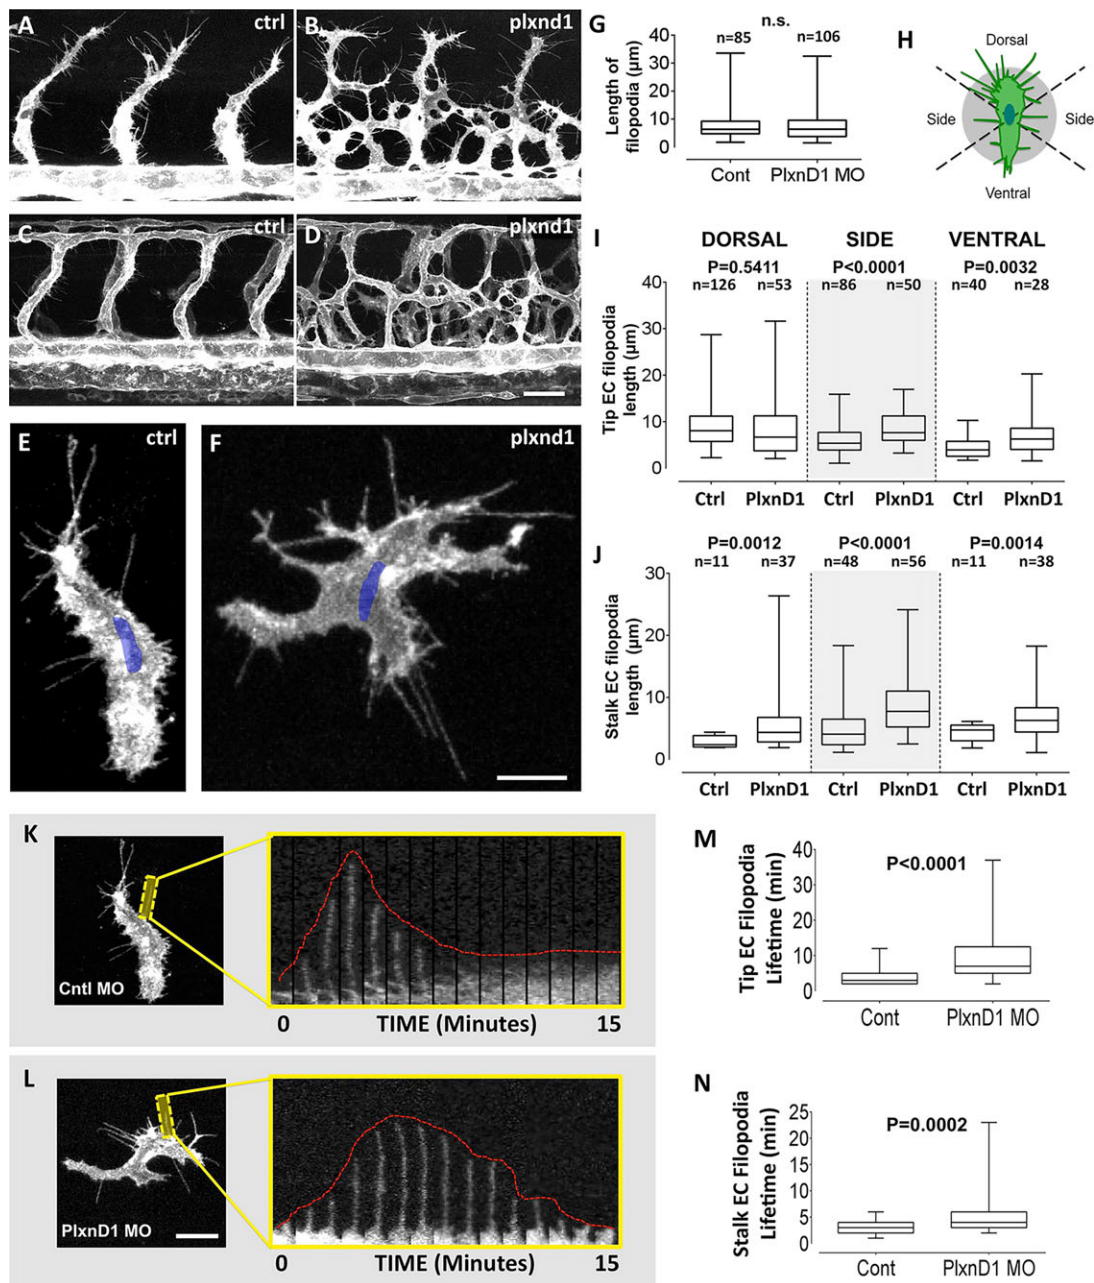 A
ctrl
B
plxnd1
C
ctrl
D
plxnd1
E
ctrl
F
plxnd1
G
n.s.
n=85
n=106
Length of
filopodia (µm)
40
30
20
10
0
Cont
PlxnD1 MO
H
Dorsal
Side
Side
Ventral
I
DORSAL
SIDE
VENTRAL
P=0.5411
P<0.0001
P=0.0032
n=126
n=53
n=86
n=50
n=40
n=28
Tip EC filopodia
length (µm)
40
30
20
10
0
Ctrl
PlxnD1
Ctrl
PlxnD1
Ctrl
PlxnD1
J
P=0.0012
P<0.0001
P=0.0014
n=11
n=37
n=48
n=56
n=11
n=38
Stalk EC filopodia
length (µm)
30
20
10
0
Ctrl
PlxnD1
Ctrl
PlxnD1
Ctrl
PlxnD1
K
Cntl MO
0
TIME (Minutes)
15
L
PlxnD1 MO
0
TIME (Minutes)
15
M
P<0.0001
Tip EC Filopodia
Lifetime (min)
40
30
20
10
0
Cont
PlxnD1 MO
N
P=0.0002
Stalk EC Filopodia
Lifetime (min)
25
20
15
10
5
0
Cont
PlxnD1 MO